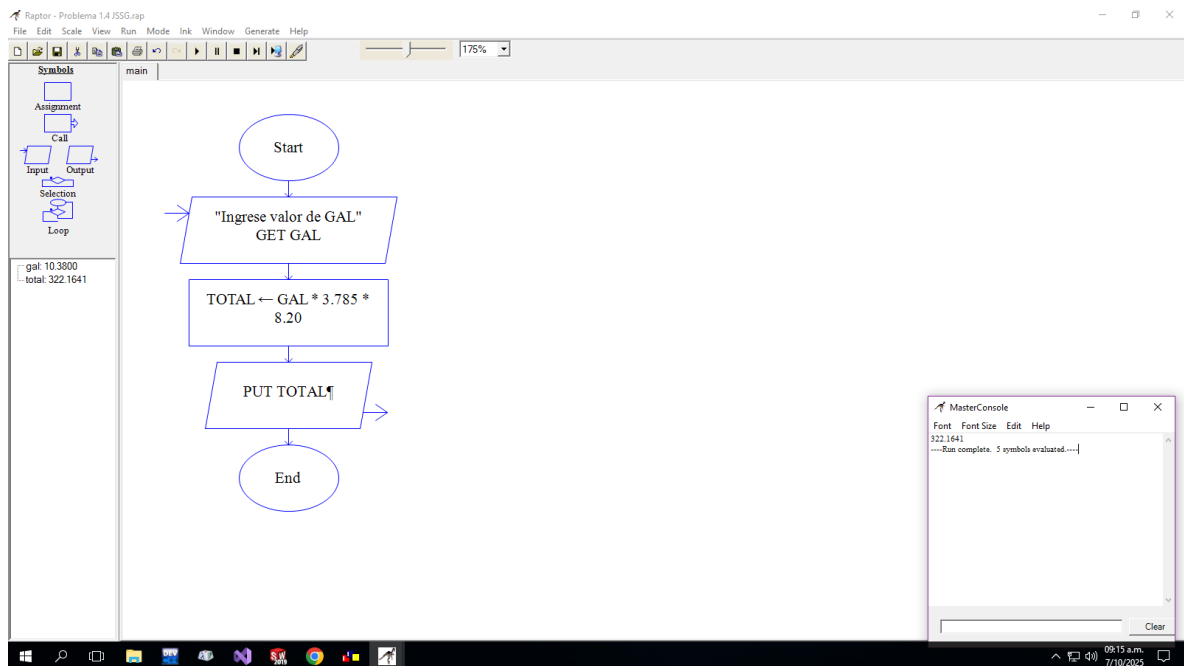 Raptor - Problema 1.4 JSSG.rap
File Edit Scale View Run Mode Ink Window Generate Help
175%
Symbols
Assignment
Call
Input Output
Selection
Loop
gal: 10.3800
total: 322.1641
main
Start
"Ingrese valor de GAL"
GET GAL
TOTAL ← GAL * 3.785 *
8.20
PUT TOTAL¶
End
MasterConsole
Font Font Size Edit Help
322.1641
----Run complete. 5 symbols evaluated.----
Clear
DEV
SW
2019
09:15 a.m.
7/10/2025